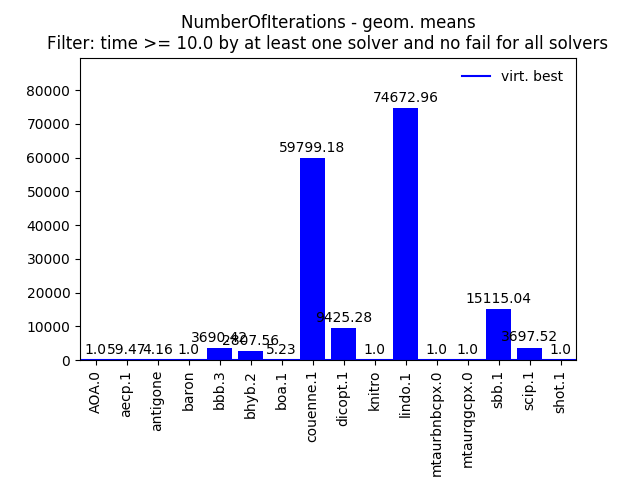 NumberOfIterations - geom. means
Filter: time >= 10.0 by at least one solver and no fail for all solvers
virt. best
80000
70000
60000
50000
40000
30000
20000
10000
0
1.0
59.47
4.16
1.0
3690.42
2807.56
5.23
59799.18
9425.28
1.0
74672.96
1.0
1.0
15115.04
3697.52
1.0
AOA.0
aecp.1
antigone
baron
bbb.3
bhyb.2
boa.1
couenne.1
dicopt.1
knitro
lindo.1
mtaurbnbcpx.0
mtaurqgcpx.0
sbb.1
scip.1
shot.1